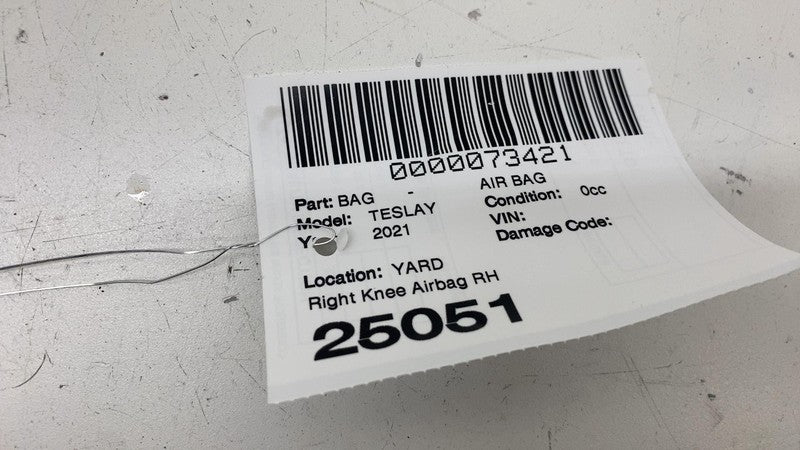 0000073421
Part: BAG - AIR BAG
Model: TESLAY Condition: 0cc
2021 VIN:
Damage Code:
Location: YARD
Right Knee Airbag RH
25051